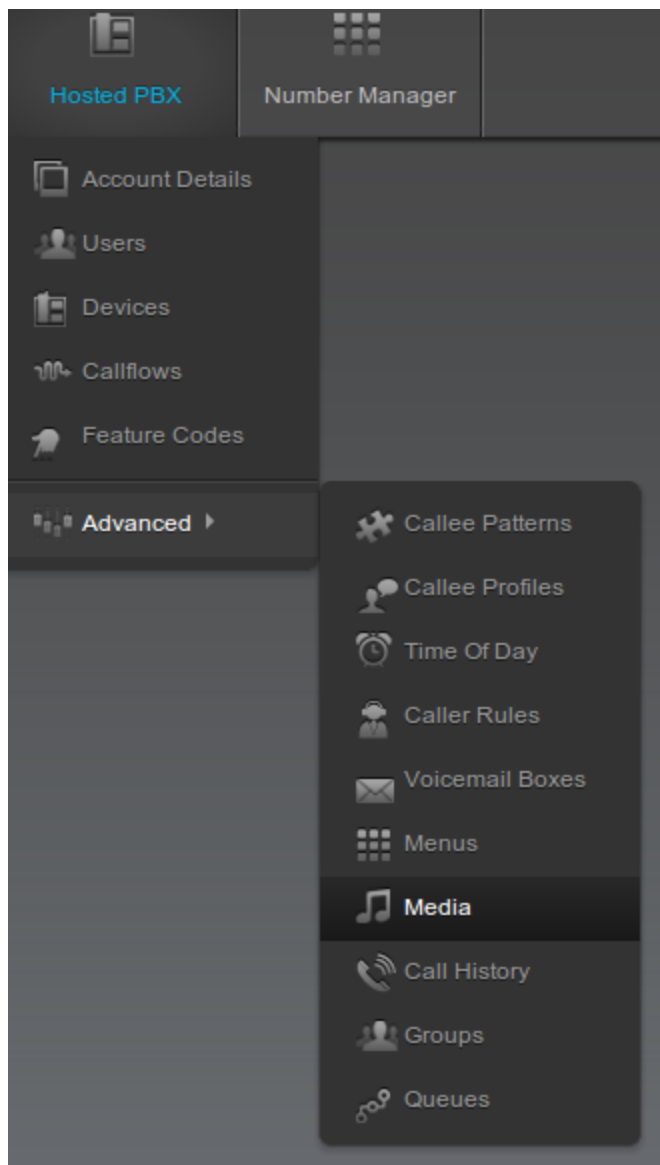 Hosted PBX
Number Manager
Account Details
Users
Devices
Callflows
Feature Codes
Advanced
Callee Patterns
Callee Profiles
Time Of Day
Caller Rules
Voicemail Boxes
Menus
Media
Call History
Groups
Queues